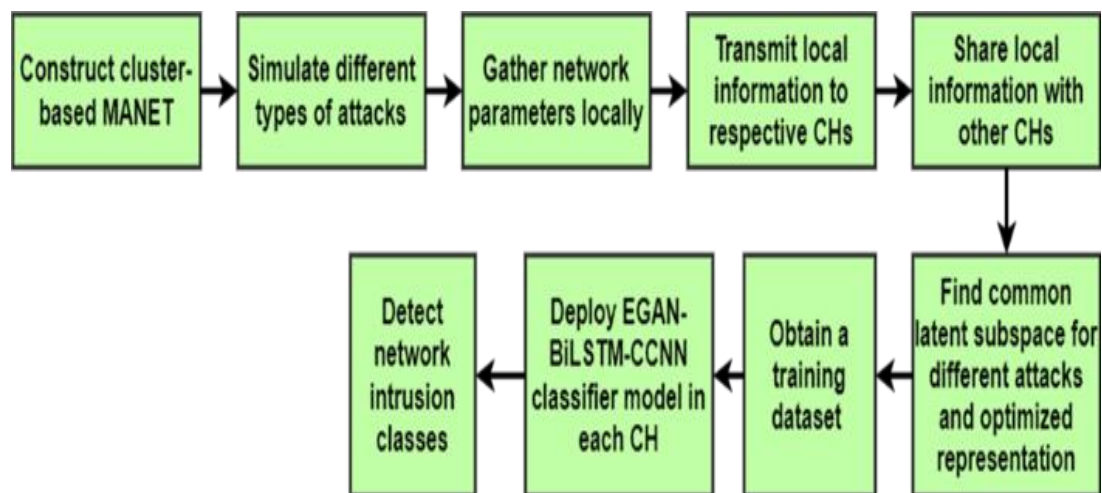 Construct cluster-
based MANET
Simulate different
types of attacks
Gather network
parameters locally
Transmit local
information to
respective CHs
Share local
information with
other CHs
Find common
latent subspace for
different attacks
and optimized
representation
Obtain a
training
dataset
Deploy EGAN-
BiLSTM-CCNN
classifier model in
each CH
Detect
network
intrusion
classes